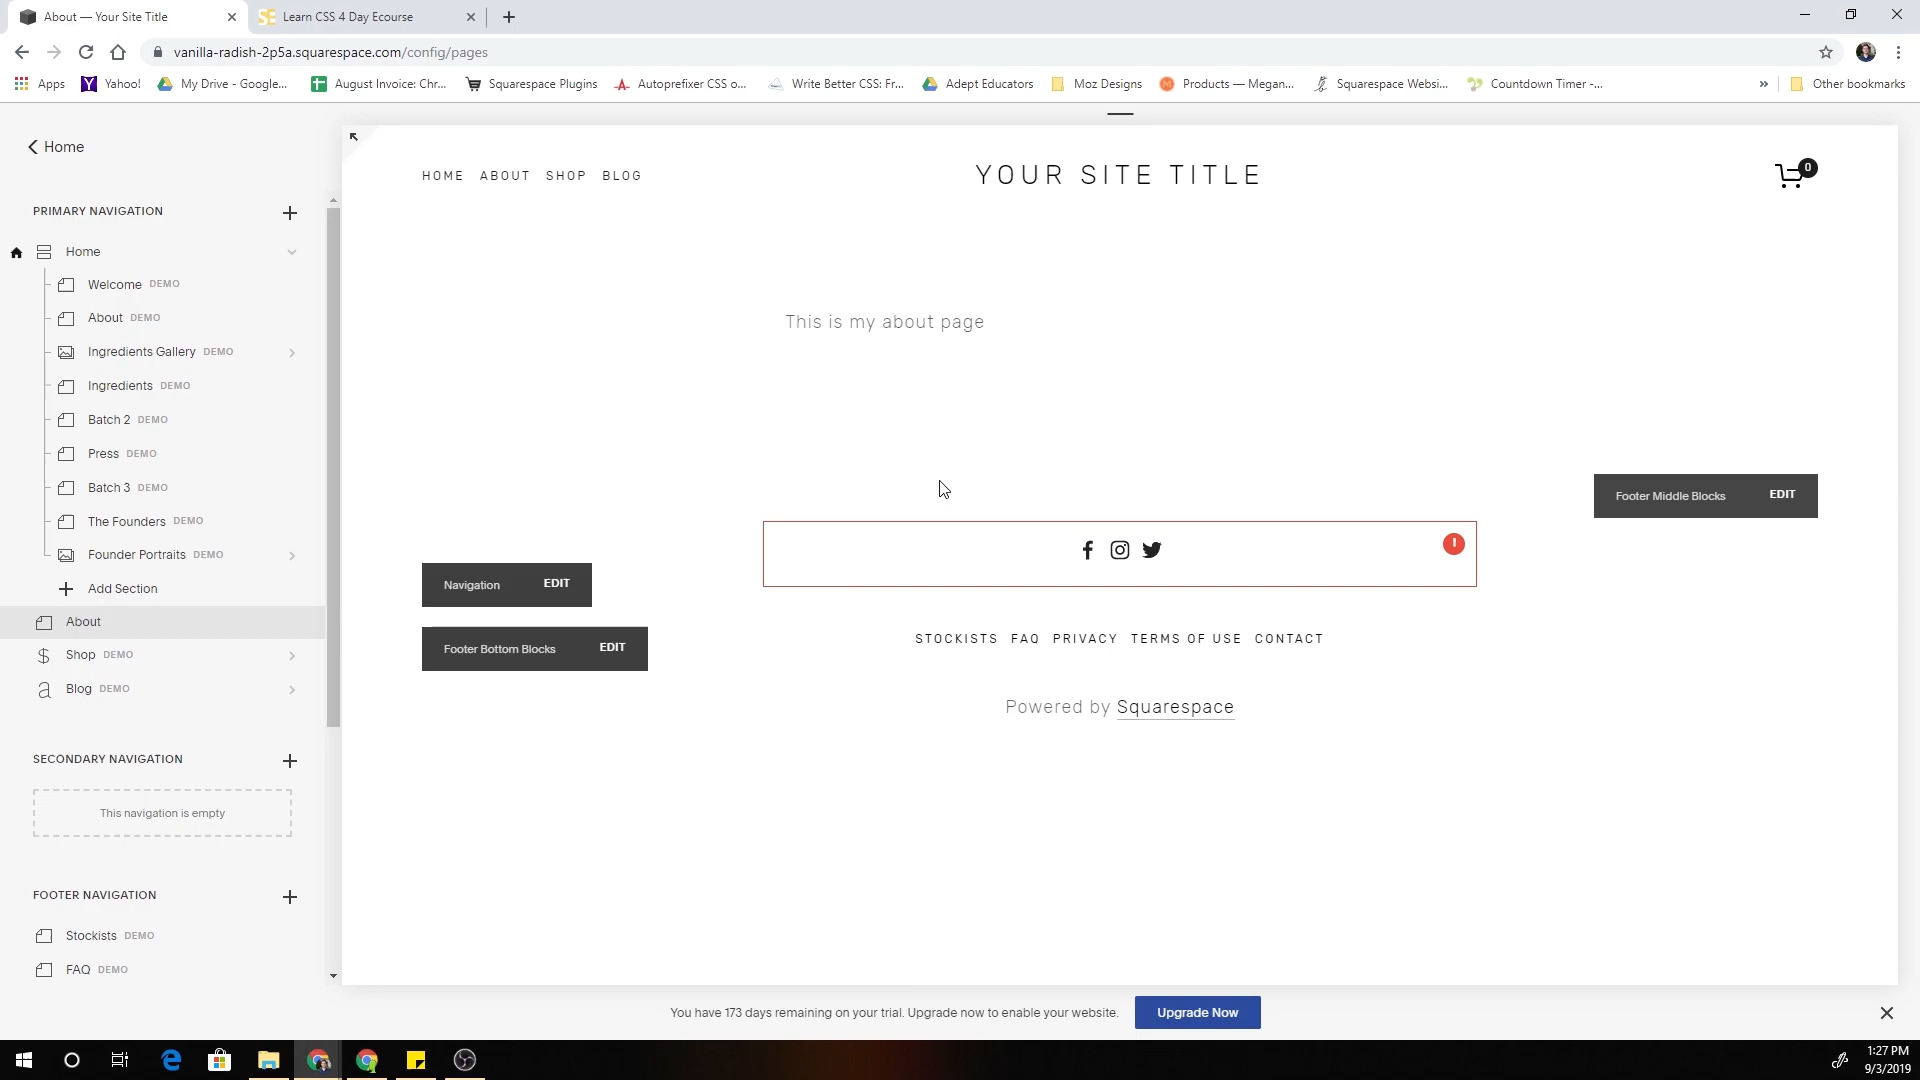 About — Your Site Title
Learn CSS 4 Day Ecourse
vanilla-radish-2p5a.squarespace.com/config/pages
Apps
Yahoo!
My Drive - Google...
August Invoice: Chr...
Squarespace Plugins
Autoprefixer CSS o...
Write Better CSS: Fr...
Adept Educators
Moz Designs
Products — Megan...
Squarespace Websi...
Countdown Timer -...
»
Other bookmarks
Home
PRIMARY NAVIGATION
Home
Welcome DEMO
About DEMO
Ingredients Gallery DEMO
Ingredients DEMO
Batch 2 DEMO
Press DEMO
Batch 3 DEMO
The Founders DEMO
Founder Portraits DEMO
Add Section
About
Shop DEMO
Blog DEMO
SECONDARY NAVIGATION
This navigation is empty
FOOTER NAVIGATION
Stockists DEMO
FAQ DEMO
HOME ABOUT SHOP BLOG
YOUR SITE TITLE
0
This is my about page
Footer Middle Blocks EDIT
!
Navigation EDIT
Footer Bottom Blocks EDIT
STOCKISTS FAQ PRIVACY TERMS OF USE CONTACT
Powered by Squarespace
You have 173 days remaining on your trial. Upgrade now to enable your website.
Upgrade Now
1:27 PM
9/3/2019